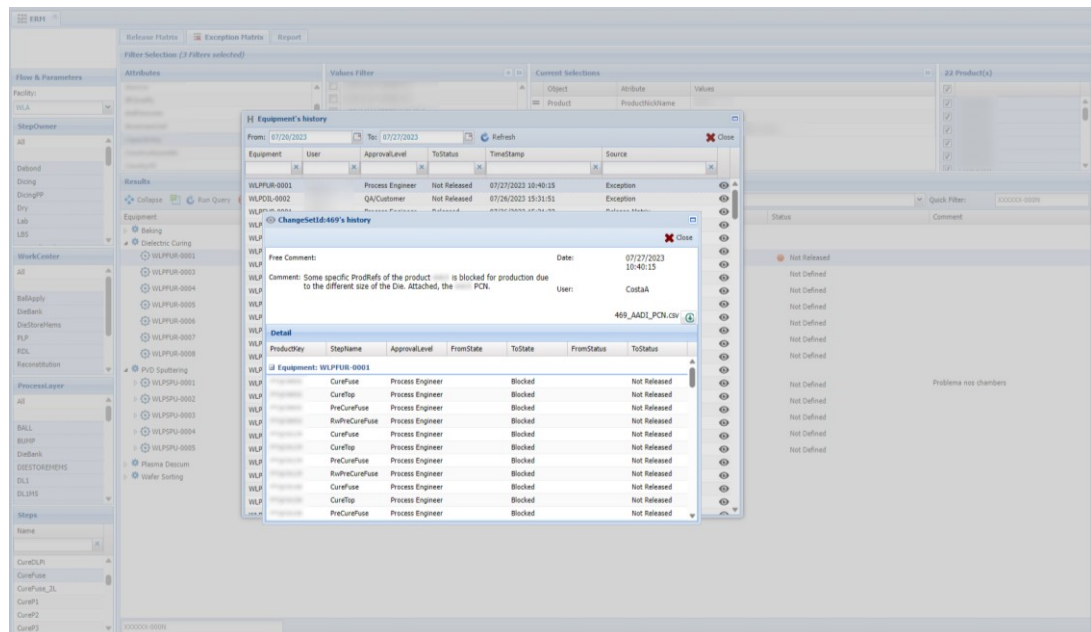 ERM
Release Matrix Exception Matrix Report
Filter Selection (3 Filters selected)
Flow & Parameters
Facility:
WLA
StepOwner
All
Debond
Dicing
DicingPP
Dry
Lab
LBS
WorkCenter
All
BallApply
DieBank
DieStoreMems
PLP
RDL
Reconstitution
ProcessLayer
All
BALL
BUMP
DieBank
DIESTOREMEMS
DL1
DL1MS
Steps
Name
CureDLPI
CureFuse
CureFuse_2L
CureP1
CureP2
CureP3
Attributes
Values Filter
Current Selections
Object Atribute Values
Product ProductNickName
22 Product(s)
Results
Collapse Run Query
Quick Filter: XXXXXX-000N
Equipment
Status Comment
Baking
Dielectric Curing
WLPFUR-0001 Not Released
WLPFUR-0003 Not Defined
WLPFUR-0004 Not Defined
WLPFUR-0005 Not Defined
WLPFUR-0006 Not Defined
WLPFUR-0007 Not Defined
WLPFUR-0008 Not Defined
PVD Sputtering
WLPSPU-0001 Not Defined Problema nos chambers
WLPSPU-0002 Not Defined
WLPSPU-0003 Not Defined
WLPSPU-0004 Not Defined
WLPSPU-0005 Not Defined
Plasma Descum
Wafer Sorting
XXXXXX-000N
Equipment's history
From: 07/20/2023 To: 07/27/2023 Refresh Close
Equipment User ApprovalLevel ToStatus TimeStamp Source
WLPFUR-0001 Process Engineer Not Released 07/27/2023 10:40:15 Exception
WLPDIL-0002 QA/Customer Not Released 07/26/2023 15:31:51 Exception
ChangeSetId:469's history
Close
Free Comment: Date: 07/27/2023
10:40:15
Comment: Some specific ProdRefs of the product is blocked for production due
to the different size of the Die. Attached, the PCN.
User: CostaA
469_AADI_PCN.csv
Detail
ProductKey StepName ApprovalLevel FromState ToState FromStatus ToStatus
Equipment: WLPFUR-0001
CureFuse Process Engineer Blocked Not Released
CureTop Process Engineer Blocked Not Released
PreCureFuse Process Engineer Blocked Not Released
RwPreCureFuse Process Engineer Blocked Not Released
CureFuse Process Engineer Blocked Not Released
CureTop Process Engineer Blocked Not Released
PreCureFuse Process Engineer Blocked Not Released
RwPreCureFuse Process Engineer Blocked Not Released
CureFuse Process Engineer Blocked Not Released
CureTop Process Engineer Blocked Not Released
PreCureFuse Process Engineer Blocked Not Released